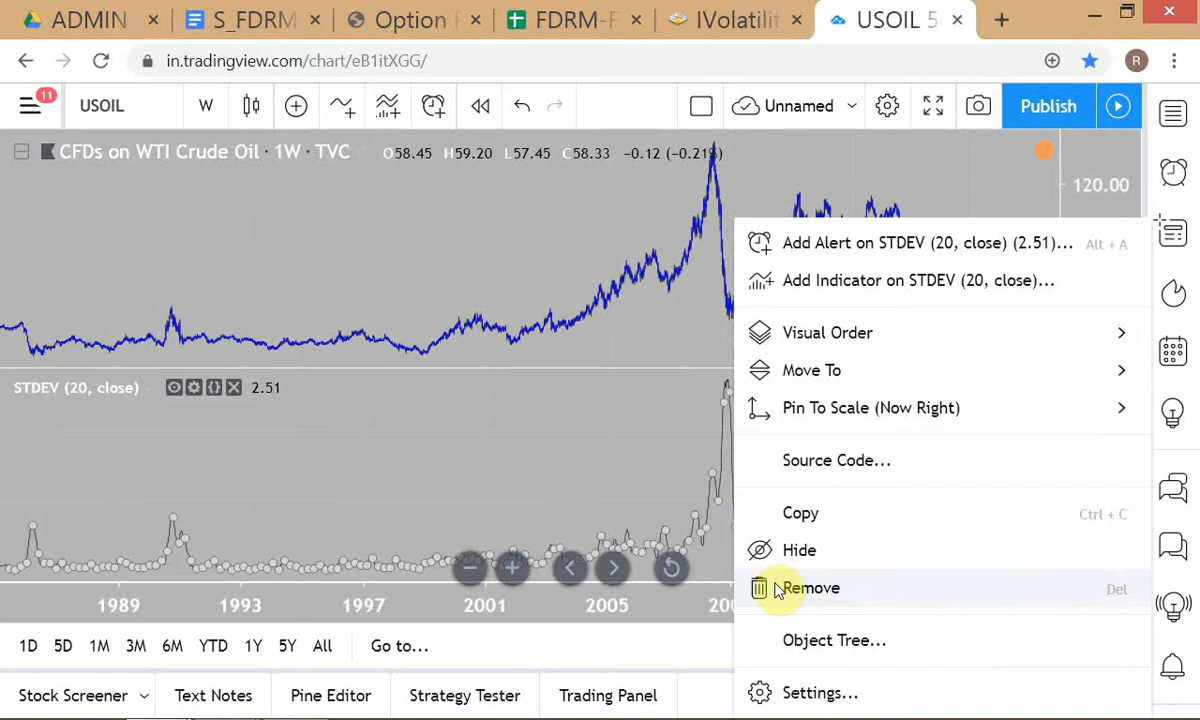 ADMIN
S_FDRM
Option
FDRM-F
IVolatilit
USOIL 5
in.tradingview.com/chart/eB1itXGG/
R
11
USOIL
W
Unnamed
Publish
CFDs on WTI Crude Oil · 1W · TVC
O58.45 H59.20 L57.45 C58.33 −0.12 (−0.21%)
120.00
STDEV (20, close)
2.51
Add Alert on STDEV (20, close) (2.51)... Alt + A
Add Indicator on STDEV (20, close)...
Visual Order
Move To
Pin To Scale (Now Right)
Source Code...
Copy Ctrl + C
Hide
Remove Del
Object Tree...
Settings...
1989 1993 1997 2001 2005
1D 5D 1M 3M 6M YTD 1Y 5Y All Go to...
Stock Screener Text Notes Pine Editor Strategy Tester Trading Panel